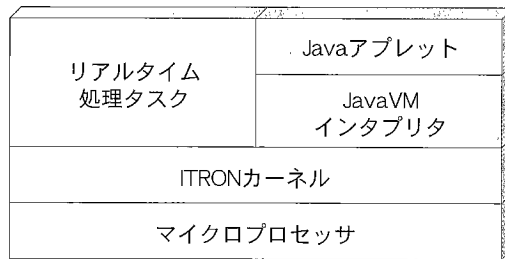 リアルタイム
処理タスク
Javaアプレット
JavaVM
インタプリタ
ITRONカーネル
マイクロプロセッサ